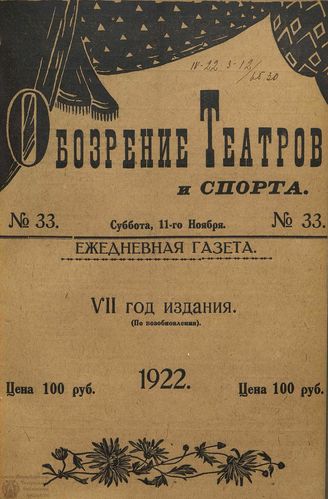 Обозрение Театров
и СПОРТА.
№ 33. Суббота, 11-го Ноября. № 33.
ЕЖЕДНЕВНАЯ ГАЗЕТА.
VII год издания.
(По возобновлении).
Цена 100 руб. 1922. Цена 100 руб.